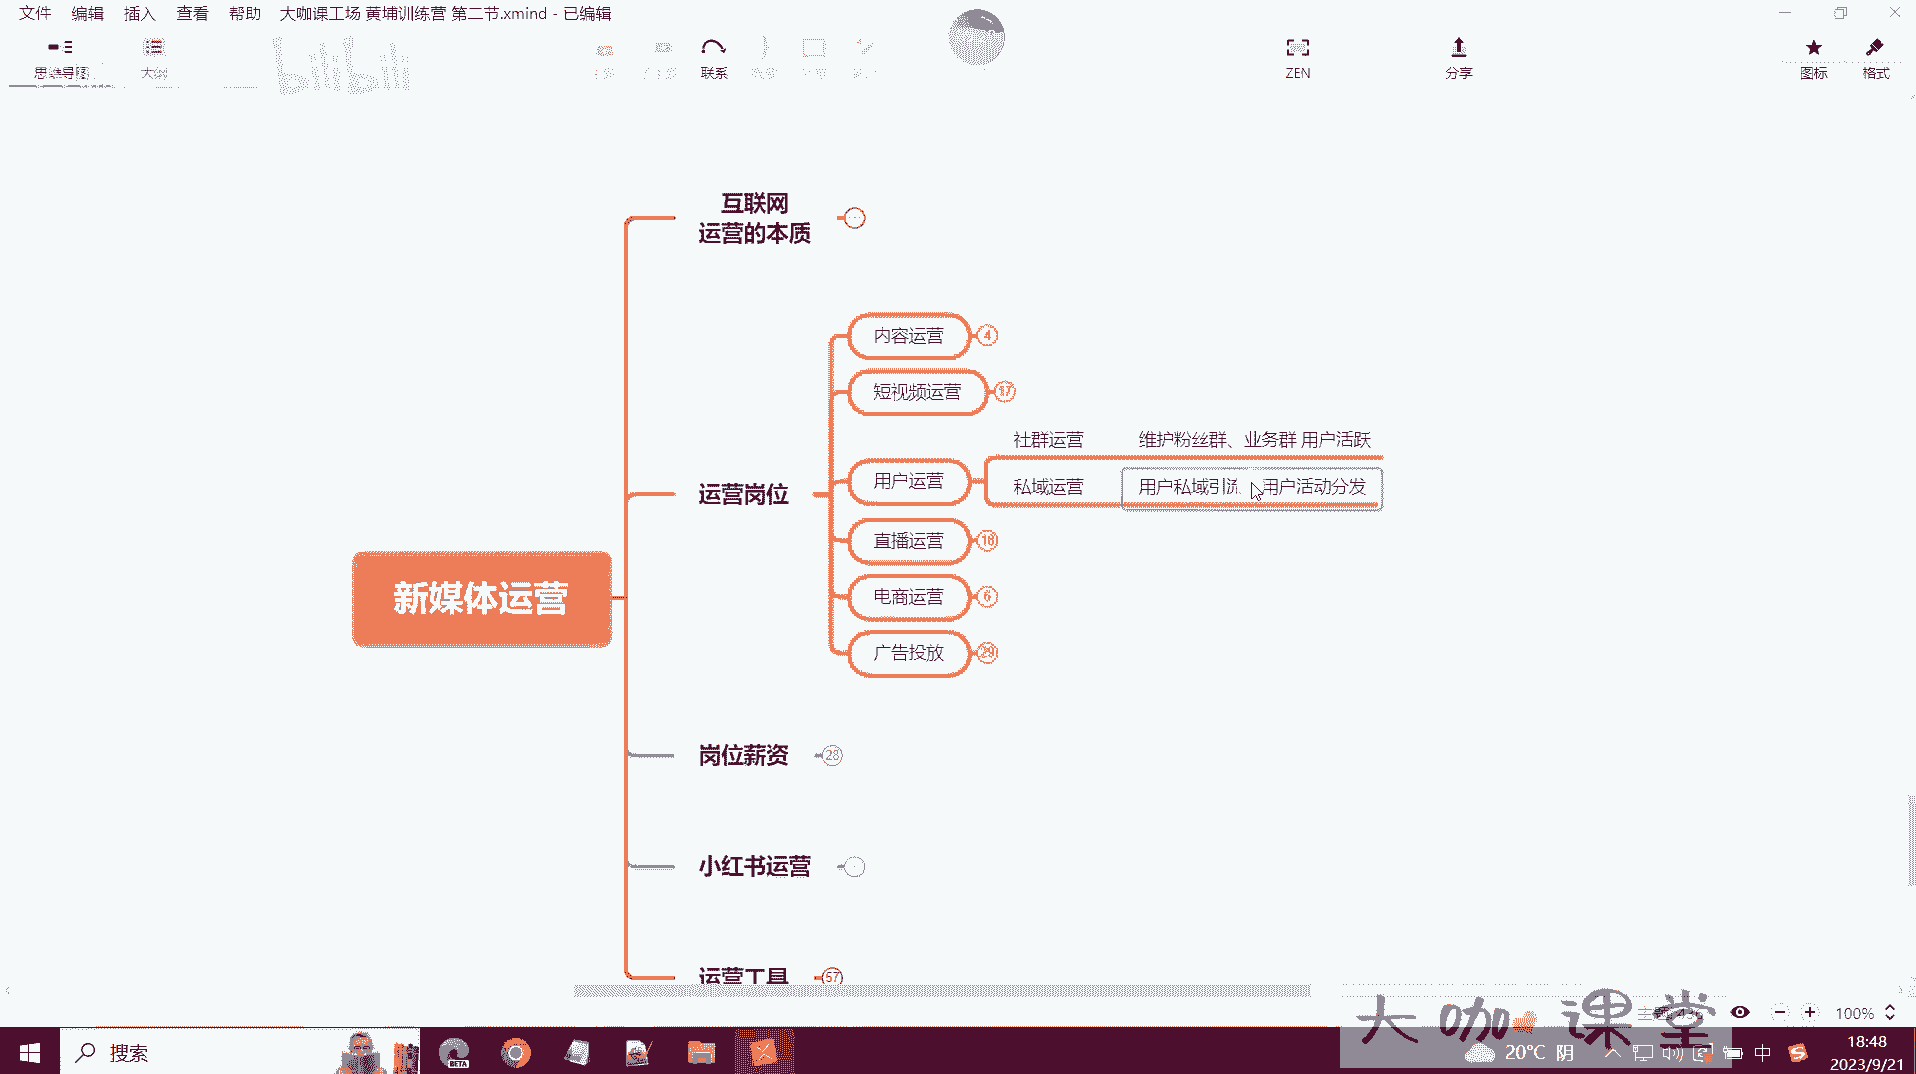 文件 编辑 插入 查看 帮助 大咖课工场 黄埔训练营 第二节.xmind - 已编辑
思维导图 大纲 联系 ZEN 分享 图标 格式
bilibili
互联网
运营的本质
内容运营 4
短视频运营 17
社群运营 维护粉丝群、业务群 用户活跃
运营岗位 用户运营
私域运营 用户私域引流 用户活动分发
直播运营 18
电商运营 6
新媒体运营
广告投放 29
岗位薪资 28
小红书运营
运营工具 57
100%
大咖课堂
搜索 BETA 20°C 阴 中 18:48
2023/9/21